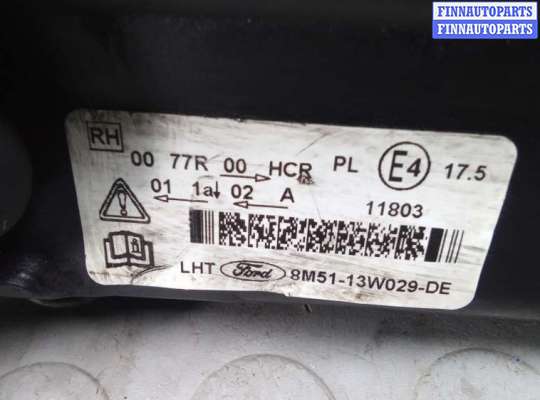 FINNAUTOPARTS
FINNAUTOPARTS
RH
00 77R 00 HCR PL E4 17.5
01 1a 02 A 11803
LHT Ford 8M51-13W029-DE